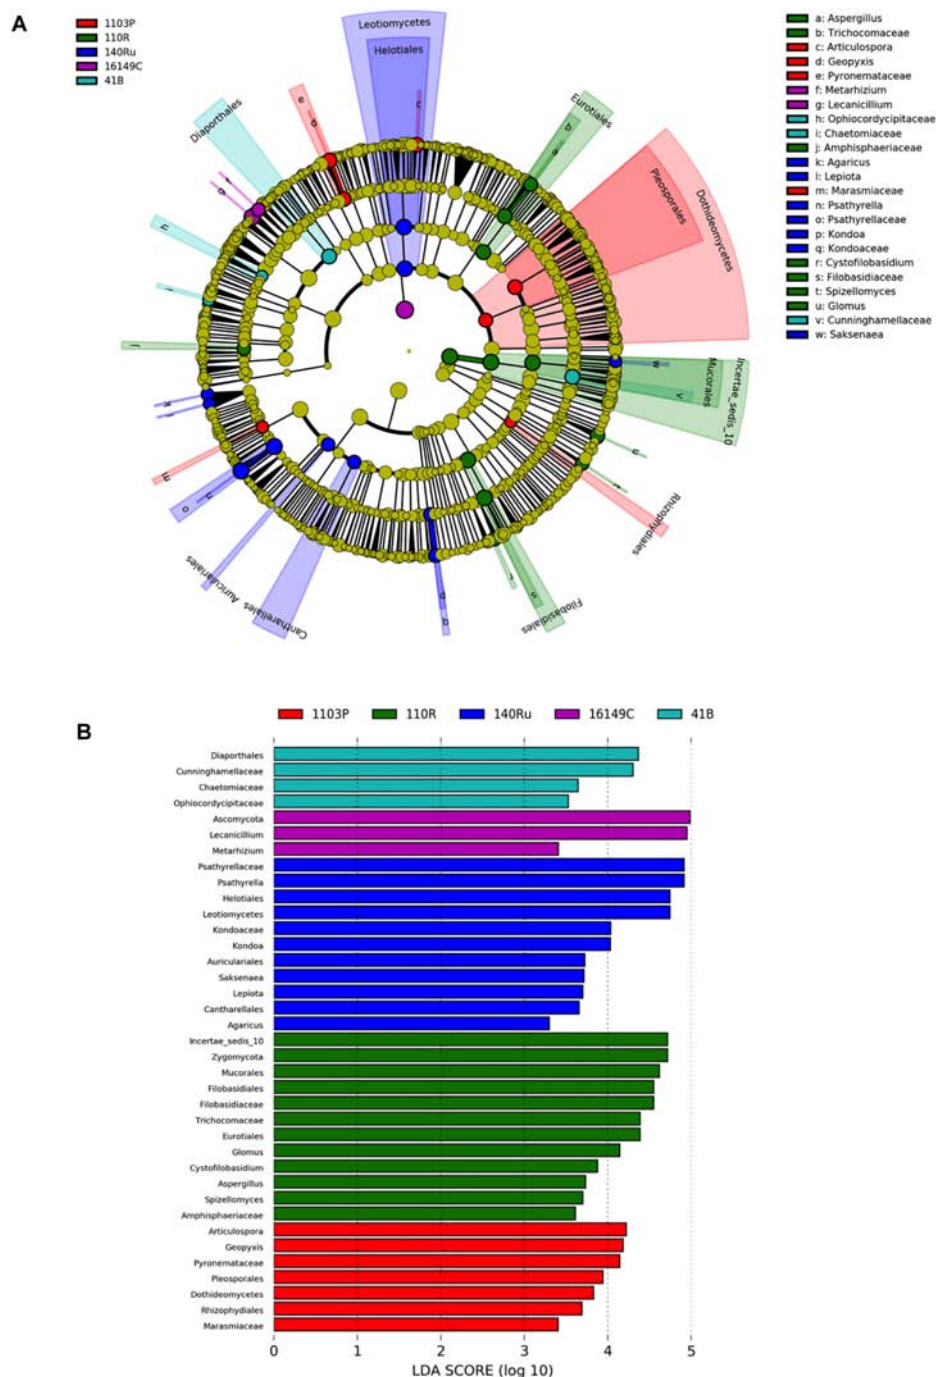 A
1103P
110R
140Ru
16149C
41B
Leotiomycetes
Helotiales
Diaporthales
Eurotiales
Pleosporales
Dothideomycetes
Mucorales
Incertae_sedis_10
Rhizophydiales
Filobasidiales
Cantharellales
Auriculariales
c
e
b
a
h
i
w
v
u
m
o
n
s
r
q
a: Aspergillus
b: Trichocomaceae
c: Articulospora
d: Geopyxis
e: Pyronemataceae
f: Metarhizium
g: Lecanicillium
h: Ophiocordycipitaceae
i: Chaetomiaceae
j: Amphisphaeriaceae
k: Agaricus
l: Lepiota
m: Marasmiaceae
n: Psathyrella
o: Psathyrellaceae
p: Kondoa
q: Kondoaceae
r: Cystofilobasidium
s: Filobasidiaceae
t: Spizellomyces
u: Glomus
v: Cunninghamellaceae
w: Saksenaea
B
1103P 110R 140Ru 16149C 41B
Diaporthales
Cunninghamellaceae
Chaetomiaceae
Ophiocordycipitaceae
Ascomycota
Lecanicillium
Metarhizium
Psathyrellaceae
Psathyrella
Helotiales
Leotiomycetes
Kondoaceae
Kondoa
Auriculariales
Saksenaea
Lepiota
Cantharellales
Agaricus
Incertae_sedis_10
Zygomycota
Mucorales
Filobasidiales
Filobasidiaceae
Trichocomaceae
Eurotiales
Glomus
Cystofilobasidium
Aspergillus
Spizellomyces
Amphisphaeriaceae
Articulospora
Geopyxis
Pyronemataceae
Pleosporales
Dothideomycetes
Rhizophydiales
Marasmiaceae
0 1 2 3 4 5
LDA SCORE (log 10)